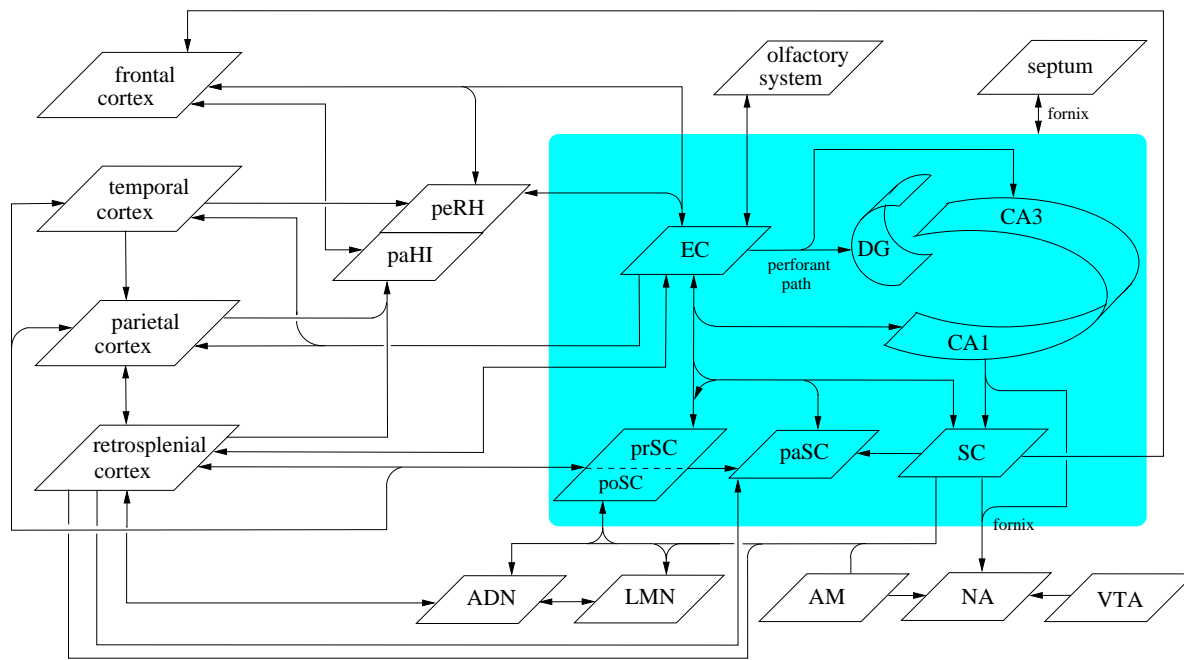 frontal
cortex
olfactory
system
septum
fornix
temporal
cortex
peRH
paHI
EC
perforant
path
DG
CA3
CA1
parietal
cortex
retrosplenial
cortex
prSC
poSC
paSC
SC
fornix
ADN
LMN
AM
NA
VTA